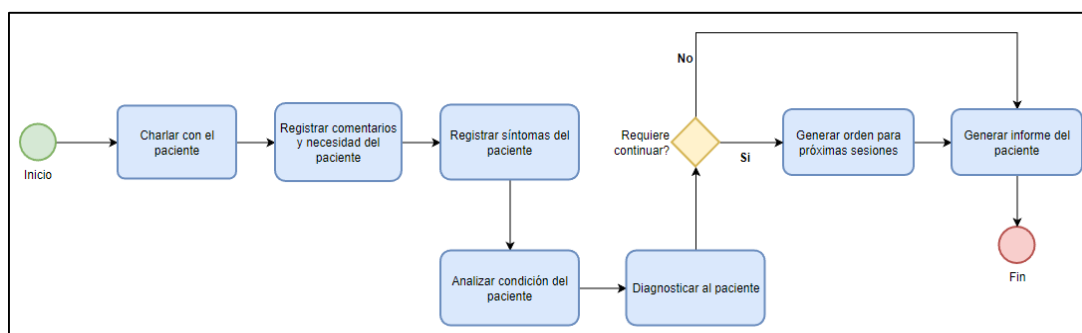 Inicio
Charlar con el
paciente
Registrar comentarios
y necesidad del
paciente
Registrar síntomas del
paciente
Analizar condición del
paciente
Diagnosticar al paciente
Requiere
continuar?
No
Si
Generar orden para
próximas sesiones
Generar informe del
paciente
Fin